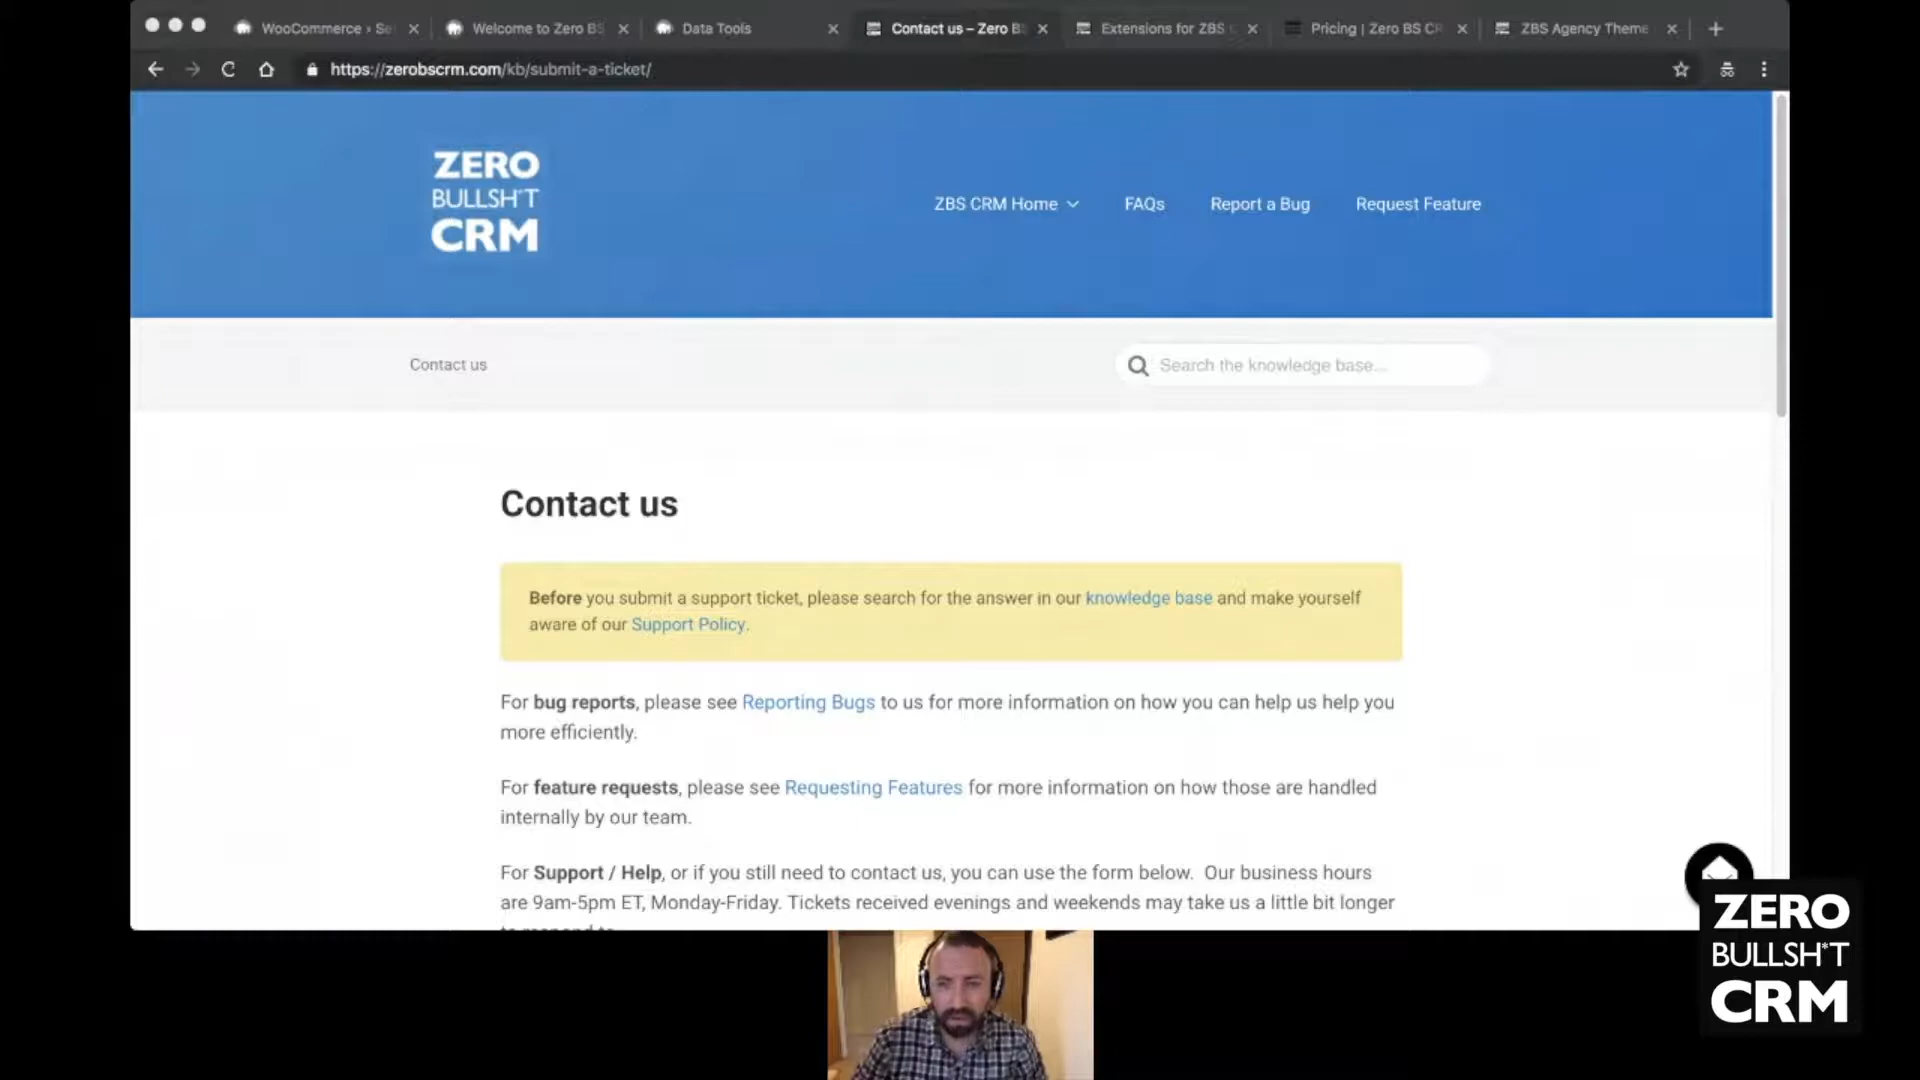 WooCommerce › Se
Welcome to Zero BS
Data Tools
Contact us – Zero B
Extensions for ZBS
Pricing | Zero BS CR
ZBS Agency Theme
https://zerobscrm.com/kb/submit-a-ticket/
ZERO
BULLSH*T
CRM
ZBS CRM Home
FAQs
Report a Bug
Request Feature
Contact us
Search the knowledge base...
Contact us
Before you submit a support ticket, please search for the answer in our knowledge base and make yourself
aware of our Support Policy.
For bug reports, please see Reporting Bugs to us for more information on how you can help us help you
more efficiently.
For feature requests, please see Requesting Features for more information on how those are handled
internally by our team.
For Support / Help, or if you still need to contact us, you can use the form below. Our business hours
are 9am-5pm ET, Monday-Friday. Tickets received evenings and weekends may take us a little bit longer
to respond to.
ZERO
BULLSH*T
CRM